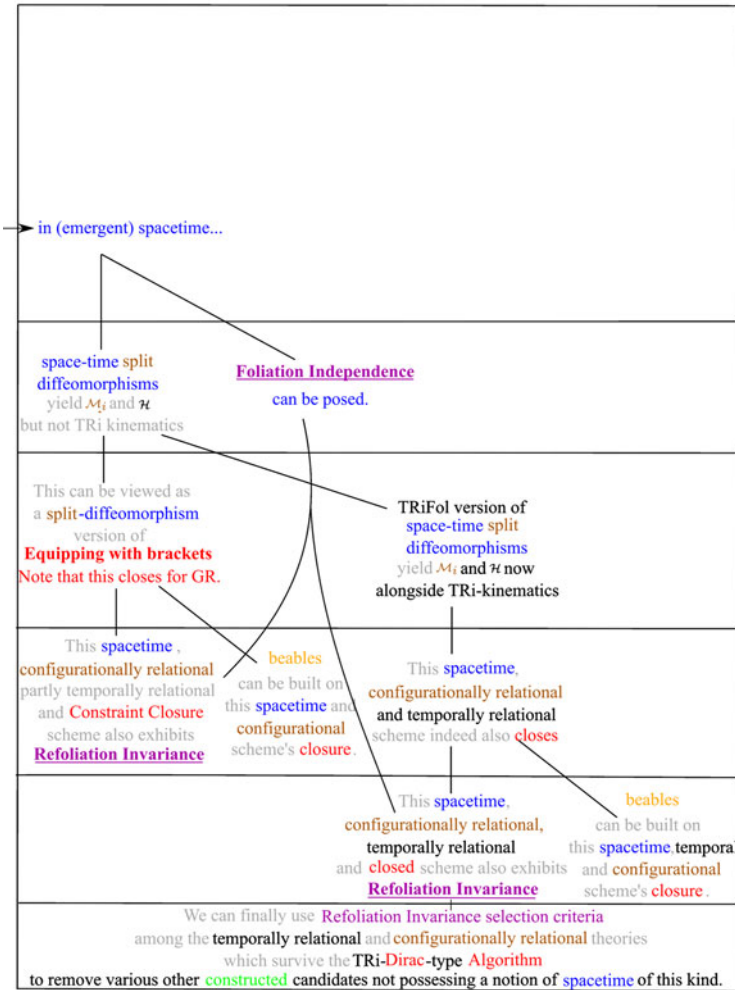 in (emergent) spacetime...
space-time split
diffeomorphisms
yield ℳi and ℋ
but not TRi kinematics
Foliation Independence
can be posed.
This can be viewed as
a split-diffeomorphism
version of
Equipping with brackets
Note that this closes for GR.
TRiFol version of
space-time split
diffeomorphisms
yield ℳi and ℋ now
alongside TRi-kinematics
This spacetime ,
configurationally relational
partly temporally relational
and Constraint Closure
scheme also exhibits
Refoliation Invariance
beables
can be built on
this spacetime and
configurational
scheme's closure .
This spacetime,
configurationally relational
and temporally relational
scheme indeed also closes
This spacetime,
configurationally relational,
temporally relational
and closed scheme also exhibits
Refoliation Invariance
beables
can be built on
this spacetime, temporal
and configurational
scheme's closure .
We can finally use Refoliation Invariance selection criteria
among the temporally relational and configurationally relational theories
which survive the TRi-Dirac-type Algorithm
to remove various other constructed candidates not possessing a notion of spacetime of this kind.